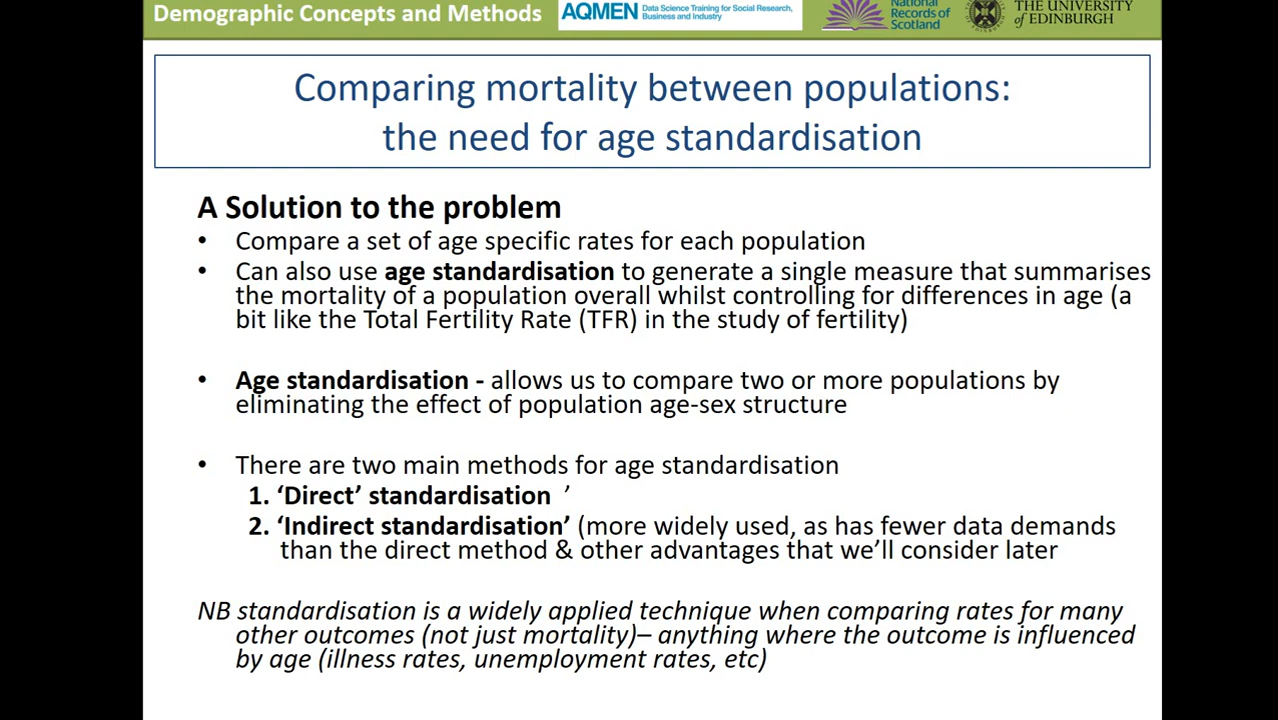 Demographic Concepts and Methods
AQMEN
Data Science Training for Social Research,
Business and Industry
National
Records of
Scotland
THE UNIVERSITY
of EDINBURGH
Comparing mortality between populations:
the need for age standardisation
A Solution to the problem
• Compare a set of age specific rates for each population
• Can also use age standardisation to generate a single measure that summarises
the mortality of a population overall whilst controlling for differences in age (a
bit like the Total Fertility Rate (TFR) in the study of fertility)
• Age standardisation - allows us to compare two or more populations by
eliminating the effect of population age-sex structure
• There are two main methods for age standardisation
1. ‘Direct’ standardisation ’
2. ‘Indirect standardisation’ (more widely used, as has fewer data demands
than the direct method & other advantages that we’ll consider later
NB standardisation is a widely applied technique when comparing rates for many
other outcomes (not just mortality)– anything where the outcome is influenced
by age (illness rates, unemployment rates, etc)